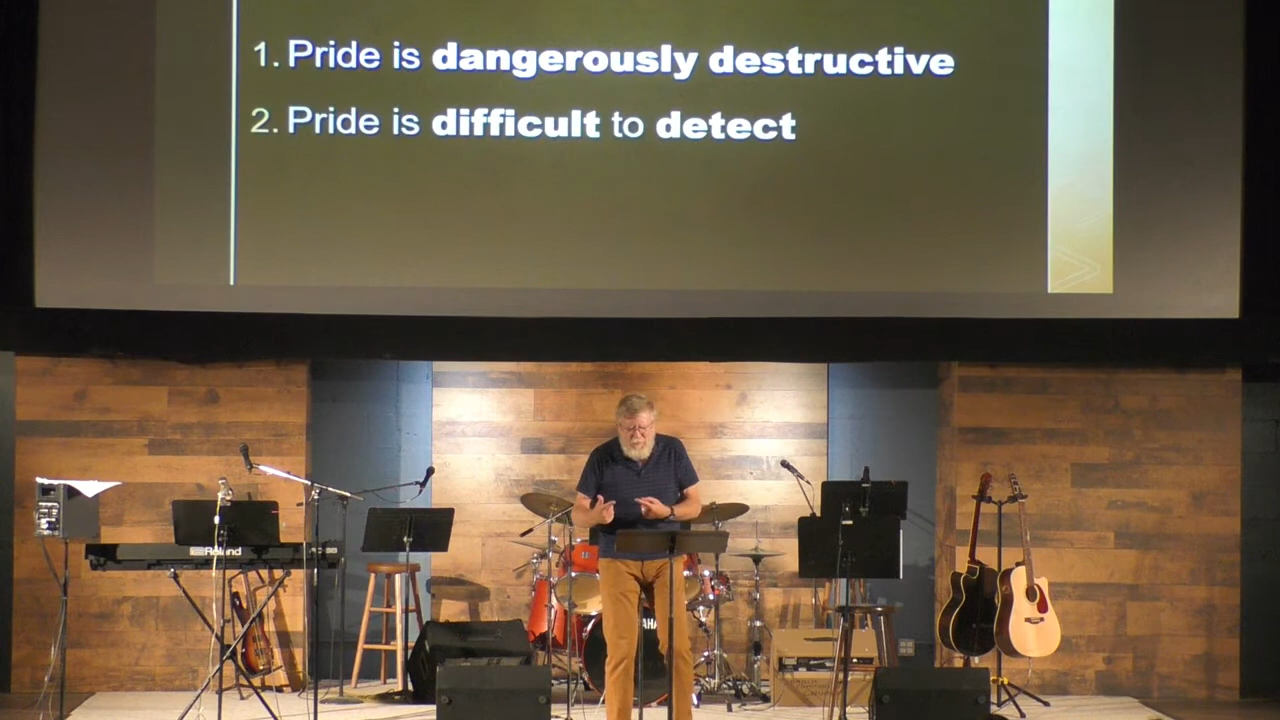 1. Pride is dangerously destructive
2. Pride is difficult to detect
Roland